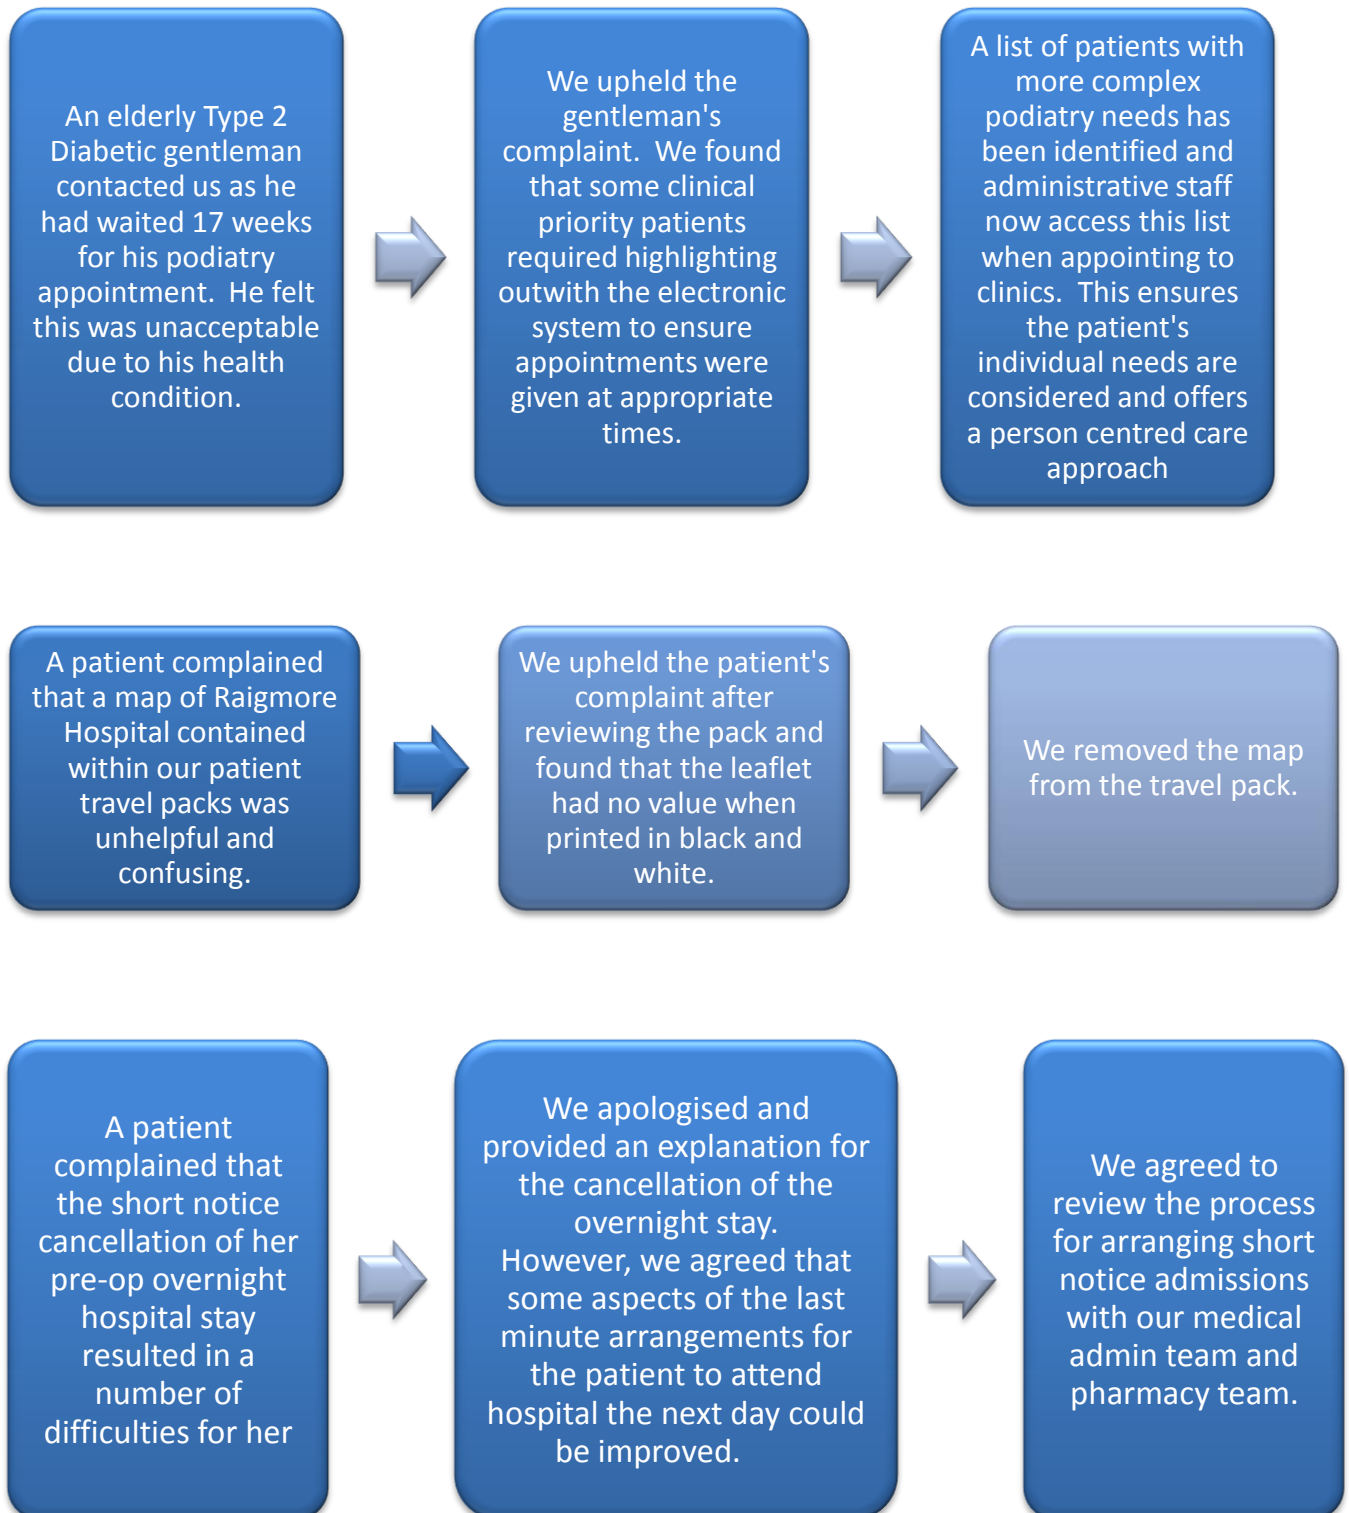 An elderly Type 2
Diabetic gentleman
contacted us as he
had waited 17 weeks
for his podiatry
appointment.  He felt
this was unacceptable
due to his health
condition.
We upheld the
gentleman's
complaint.  We found
that some clinical
priority patients
required highlighting
outwith the electronic
system to ensure
appointments were
given at appropriate
times.
A list of patients with
more complex
podiatry needs has
been identified and
administrative staff
now access this list
when appointing to
clinics.  This ensures
the patient's
individual needs are
considered and offers
a person centred care
approach
A patient complained
that a map of Raigmore
Hospital contained
within our patient
travel packs was
unhelpful and
confusing.
We upheld the patient's
complaint after
reviewing the pack and
found that the leaflet
had no value when
printed in black and
white.
We removed the map
from the travel pack.
A patient
complained that
the short notice
cancellation of her
pre-op overnight
hospital stay
resulted in a
number of
difficulties for her
We apologised and
provided an explanation for
the cancellation of the
overnight stay.
However, we agreed that
some aspects of the last
minute arrangements for
the patient to attend
hospital the next day could
be improved.
We agreed to
review the process
for arranging short
notice admissions
with our medical
admin team and
pharmacy team.